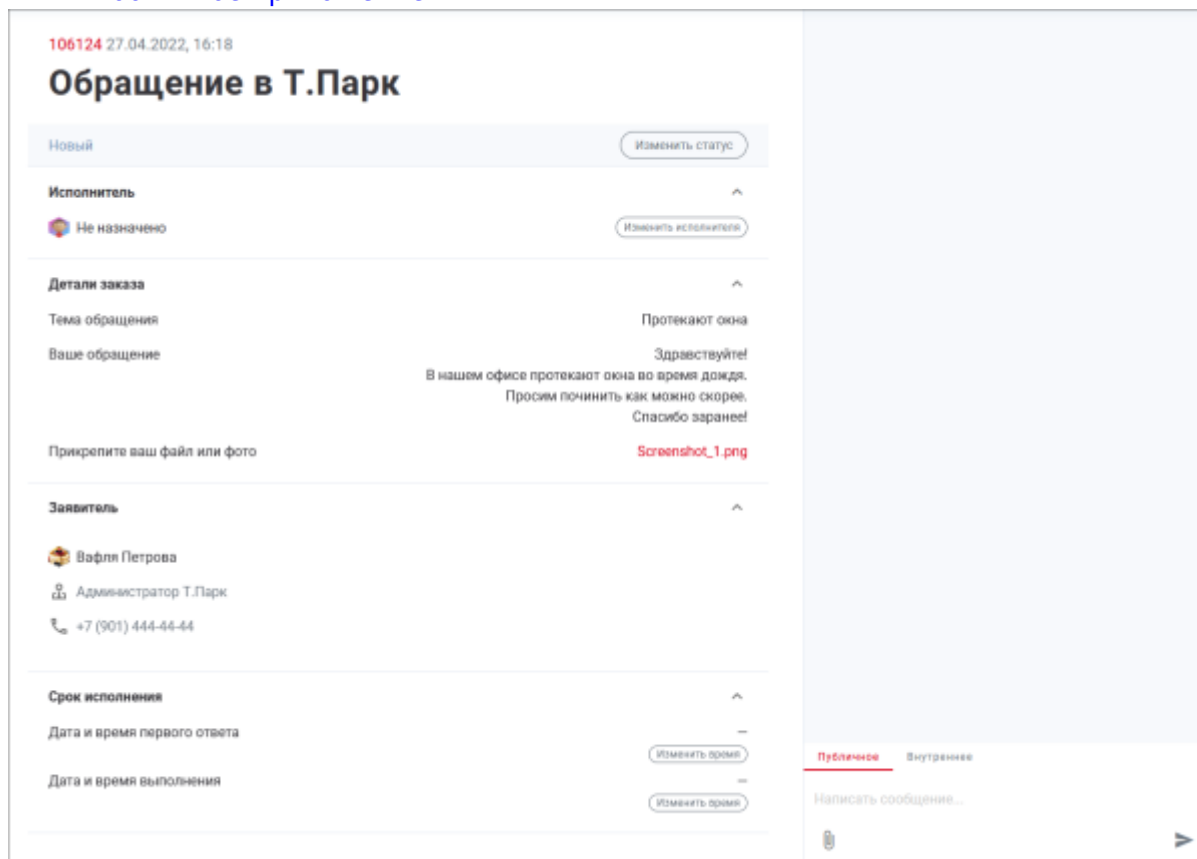 106124 27.04.2022, 16:18
Обращение в Т.Парк
Новый
Изменить статус
Исполнитель
Не назначено
Изменить исполнителя
Детали заказа
Тема обращения
Протекают окна
Ваше обращение
Здравствуйте!
В нашем офисе протекают окна во время дождя.
Просим починить как можно скорее.
Спасибо заранее!
Прикрепите ваш файл или фото
Screenshot_1.png
Заявитель
Вафля Петрова
Администратор Т.Парк
+7 (901) 444-44-44
Срок исполнения
Дата и время первого ответа
—
Изменить время
Дата и время выполнения
—
Изменить время
Публичное Внутреннее
Написать сообщение...